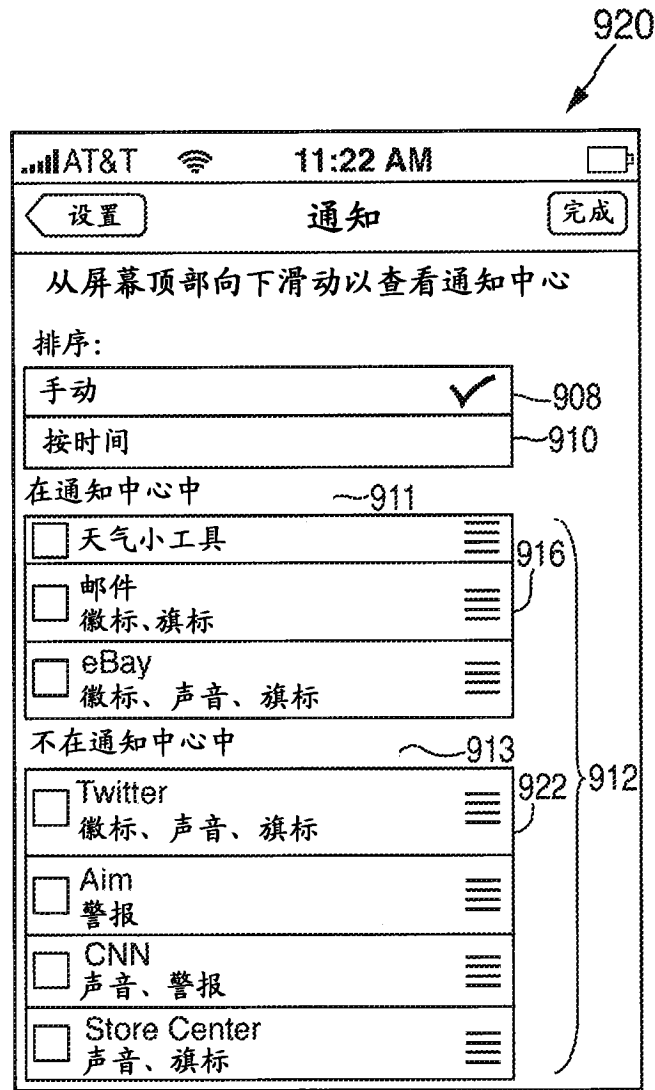 920
AT&T 11:22 AM
设置 通知 完成
从屏幕顶部向下滑动以查看通知中心
排序:
手动 908
按时间 910
在通知中心中 911
天气小工具
916
邮件
徽标、旗标
eBay
徽标、声音、旗标
不在通知中心中 913
Twitter
922 912
徽标、声音、旗标
Aim
警报
CNN
声音、警报
Store Center
声音、旗标